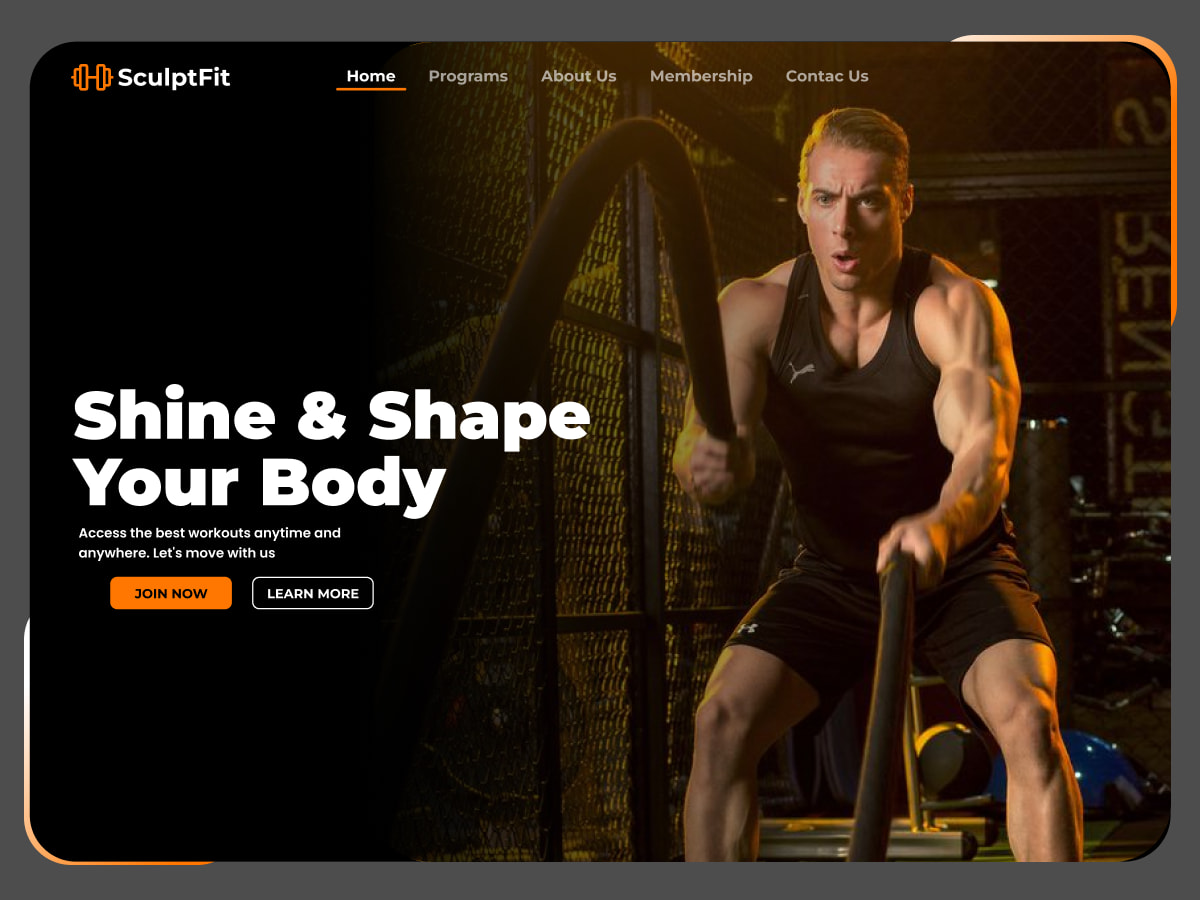 SculptFit
Home Programs About Us Membership Contac Us
Shine & Shape
Your Body
Access the best workouts anytime and
anywhere. Let's move with us
JOIN NOW LEARN MORE